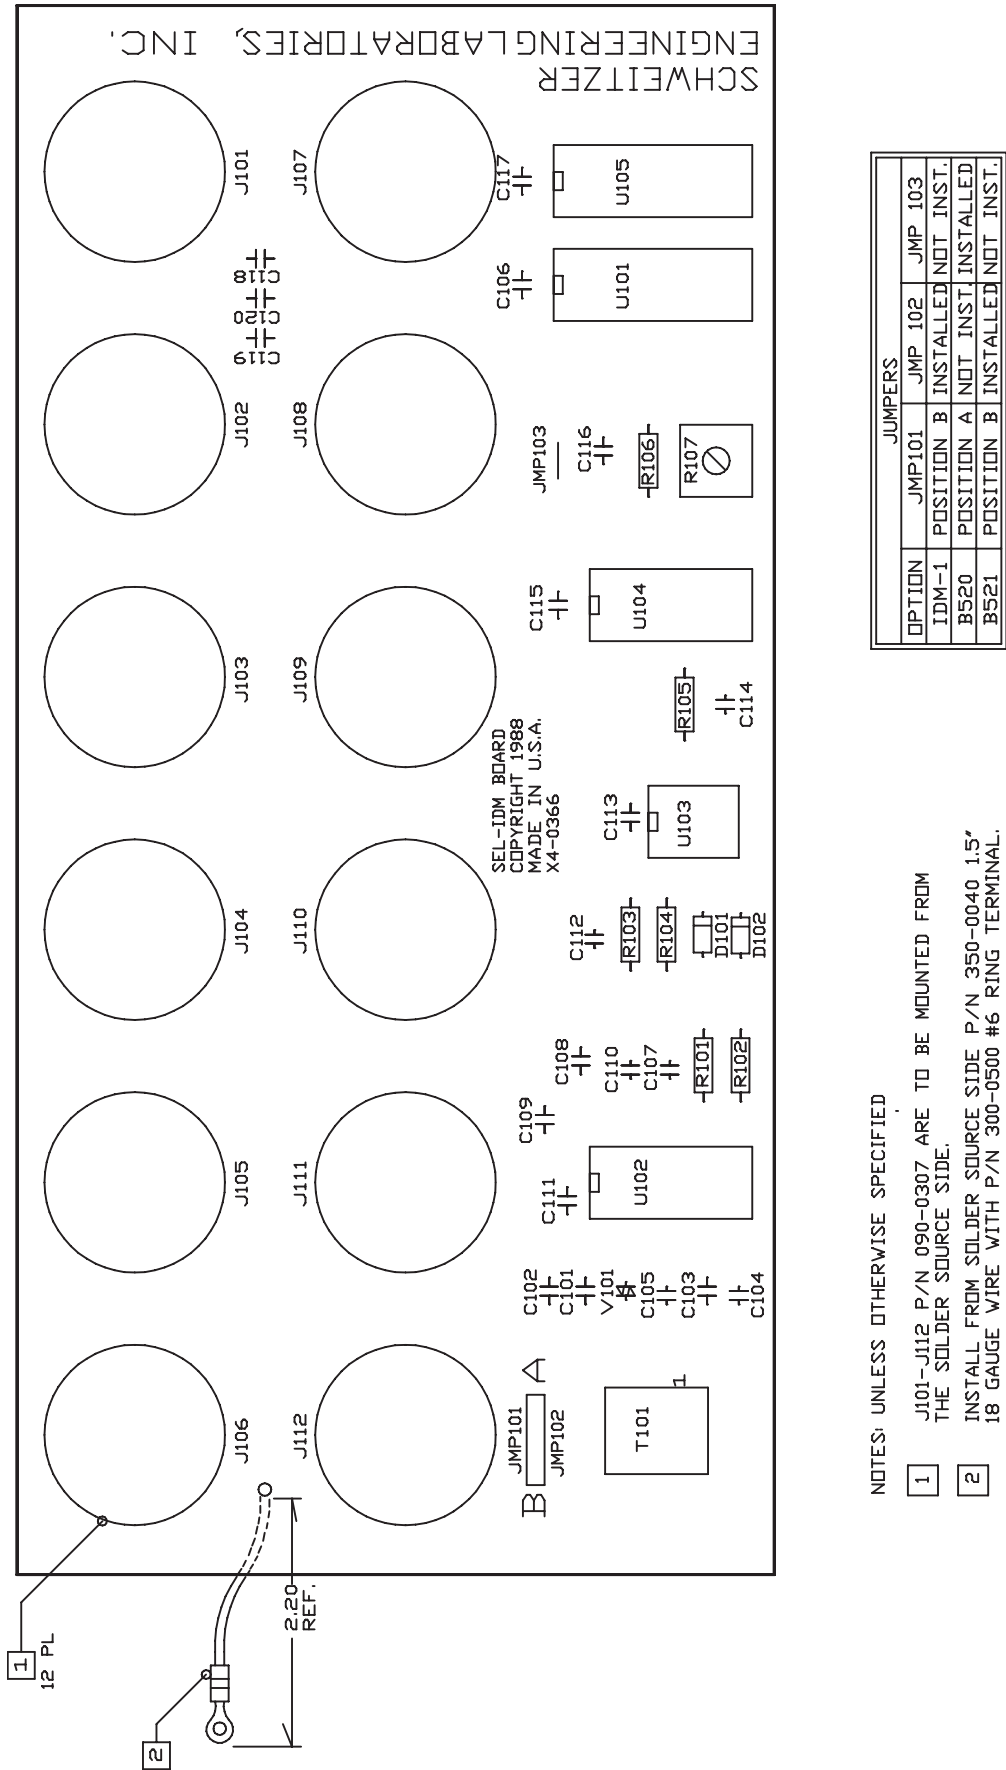 SCHWEITZER
ENGINEERING LABORATORIES, INC.
J101
J102
J103
J104
J105
J106
C118
C120
C119
J107
J108
J109
J110
J111
J112
C117
U105
C106
U101
JMP103
C116
R106
R107
C115
U104
R105
C114
SEL-IDM BOARD
COPYRIGHT 1988
MADE IN U.S.A.
X4-0366
C113
U103
C112
R103
R104
D101
D102
C108
C110
C107
R101
R102
C109
C111
U102
C102
C101
V101
C105
C103
C104
B
JMP101
JMP102
A
T101
1
1
12 PL
2
2.20
REF.
JUMPERS
OPTION JMP101 JMP 102 JMP 103
IDM-1 POSITION B INSTALLED NOT INST.
B520 POSITION A NOT INST. INSTALLED
B521 POSITION B INSTALLED NOT INST.
NOTES: UNLESS OTHERWISE SPECIFIED
1 J101-J112 P/N 090-0307 ARE TO BE MOUNTED FROM
THE SOLDER SOURCE SIDE.
2 INSTALL FROM SOLDER SOURCE SIDE P/N 350-0040 1.5"
18 GAUGE WIRE WITH P/N 300-0500 #6 RING TERMINAL.